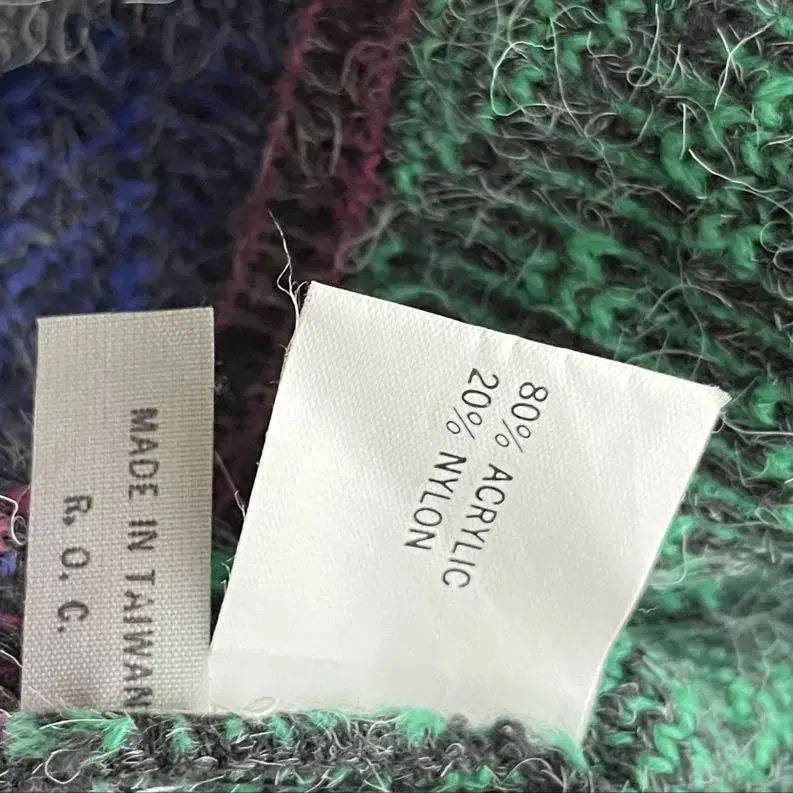 MADE IN TAIWAN
R.O.C.
80% ACRYLIC
20% NYLON